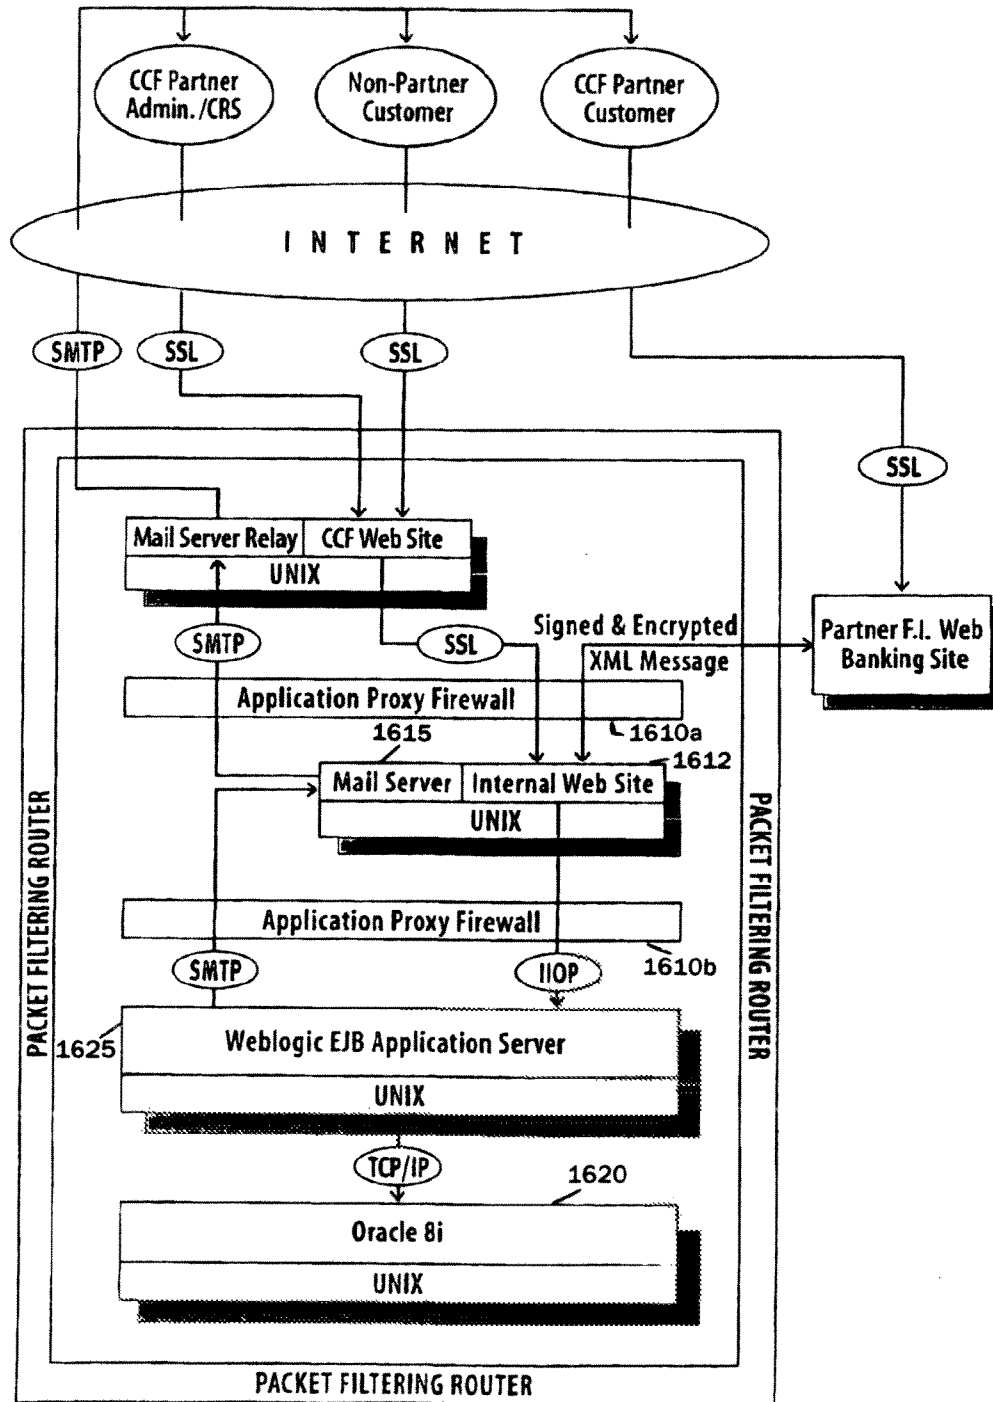 CCF Partner
Admin./CRS
Non-Partner
Customer
CCF Partner
Customer
INTERNET
SMTP
SSL
SSL
SSL
Mail Server Relay
CCF Web Site
UNIX
SMTP
SSL
Signed & Encrypted
XML Message
Partner F.I. Web
Banking Site
Application Proxy Firewall
1610a
1615
1612
Mail Server
Internal Web Site
UNIX
PACKET FILTERING ROUTER
PACKET FILTERING ROUTER
Application Proxy Firewall
1610b
SMTP
IIOP
1625
Weblogic EJB Application Server
UNIX
TCP/IP
1620
Oracle 8i
UNIX
PACKET FILTERING ROUTER